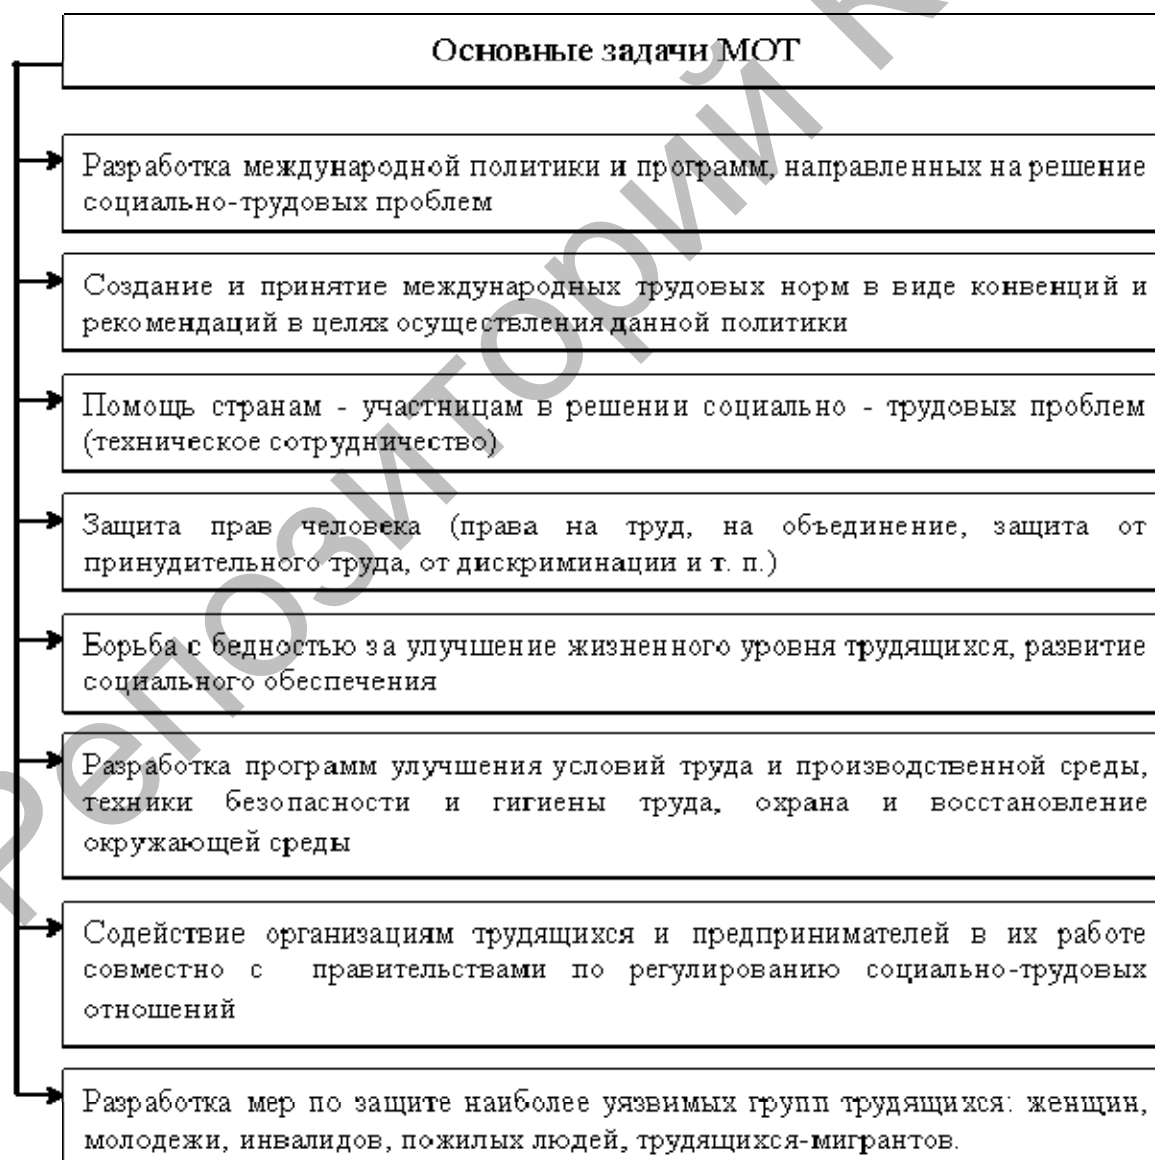 Основные задачи МОТ
Разработка международной политики и программ, направленных на решение
социально-трудовых проблем
Создание и принятие международных трудовых норм в виде конвенций и
рекомендаций в целях осуществления данной политики
Помощь странам - участницам в решении социально - трудовых проблем
(техническое сотрудничество)
Защита прав человека (права на труд, на объединение, защита от
принудительного труда, от дискриминации и т. п.)
Борьба с бедностью за улучшение жизненного уровня трудящихся, развитие
социального обеспечения
Разработка программ улучшения условий труда и производственной среды,
техники безопасности и гигиены труда, охрана и восстановление
окружающей среды
Содействие организациям трудящихся и предпринимателей в их работе
совместно с правительствами по регулированию социально-трудовых
отношений
Разработка мер по защите наиболее уязвимых групп трудящихся: женщин,
молодежи, инвалидов, пожилых людей, трудящихся-мигрантов.
Репозиторий